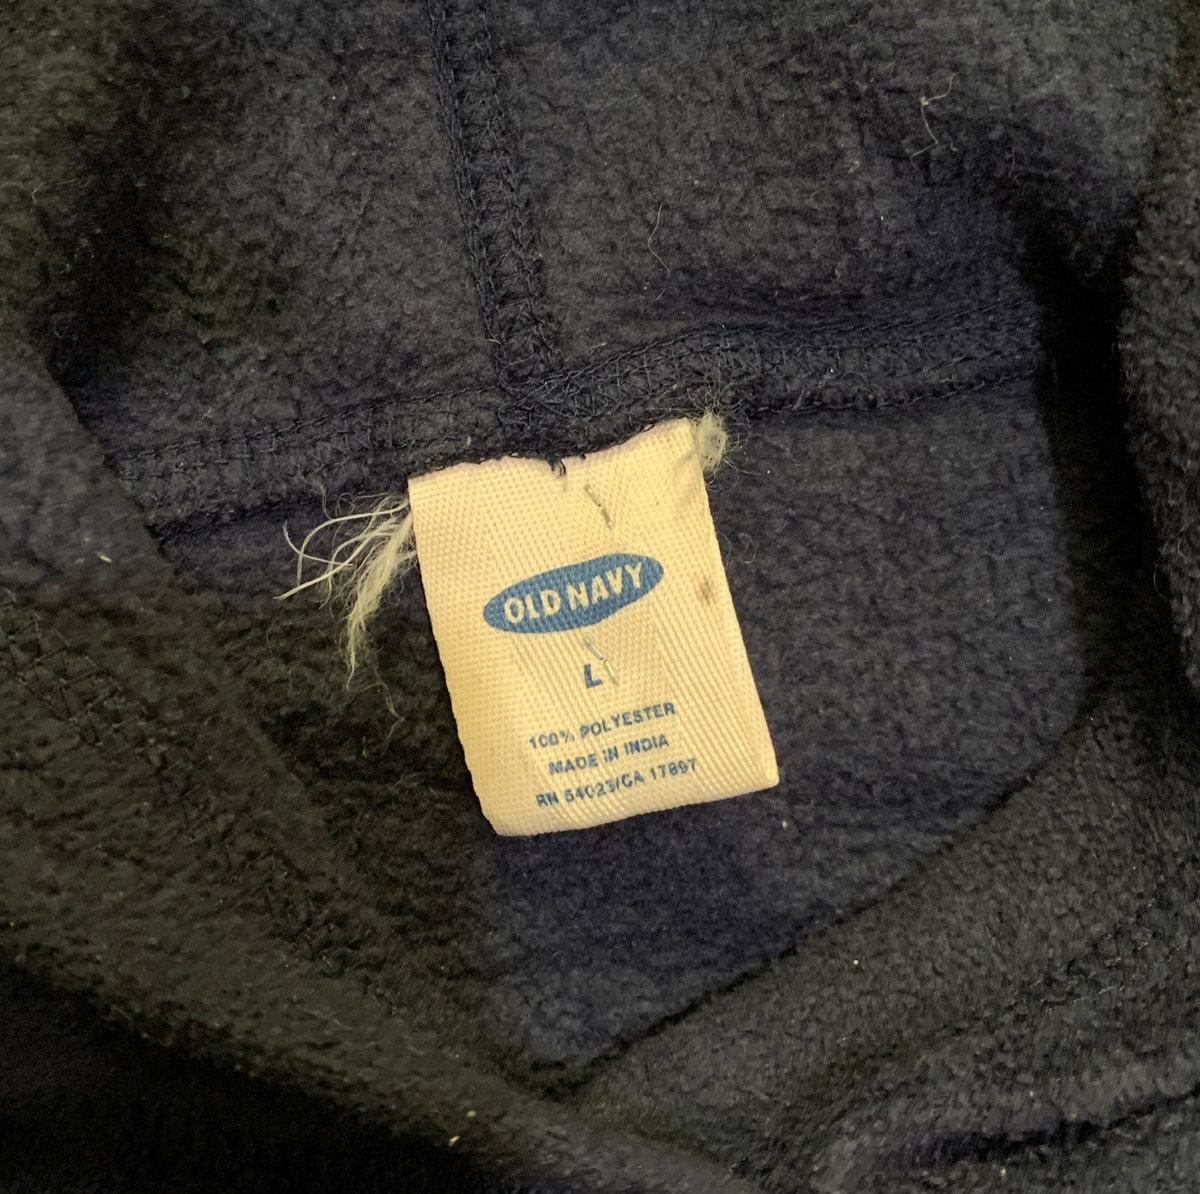 OLD NAVY
L
100% POLYESTER
MADE IN INDIA
RN 54023/CA 17897